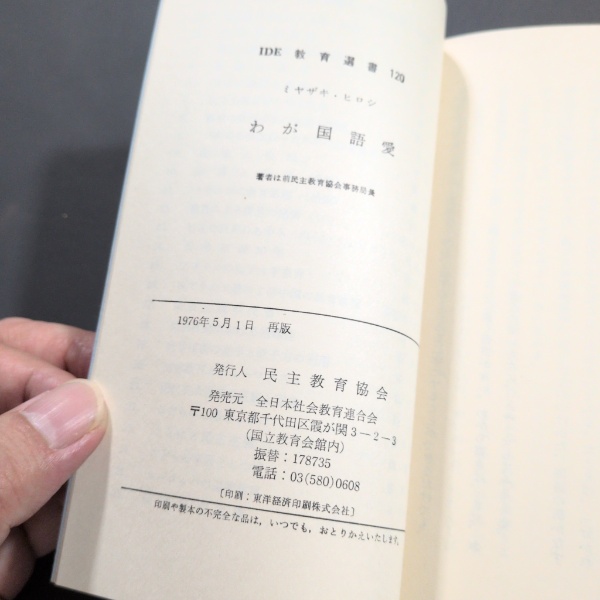 IDE 教育選書 120
ミヤザキ・ヒロシ
わが国語愛
著者は前民主教育協会事務局長
1976年5月1日 再版
発行人 民主教育協会
発売元 全日本社会教育連合会
〒100 東京都千代田区霞が関3-2-3
(国立教育会館内)
振替:178735
電話:03(580)0608
〔印刷:東洋経済印刷株式会社〕
印刷や製本の不完全な品は,いつでも,おとりかえいたします。